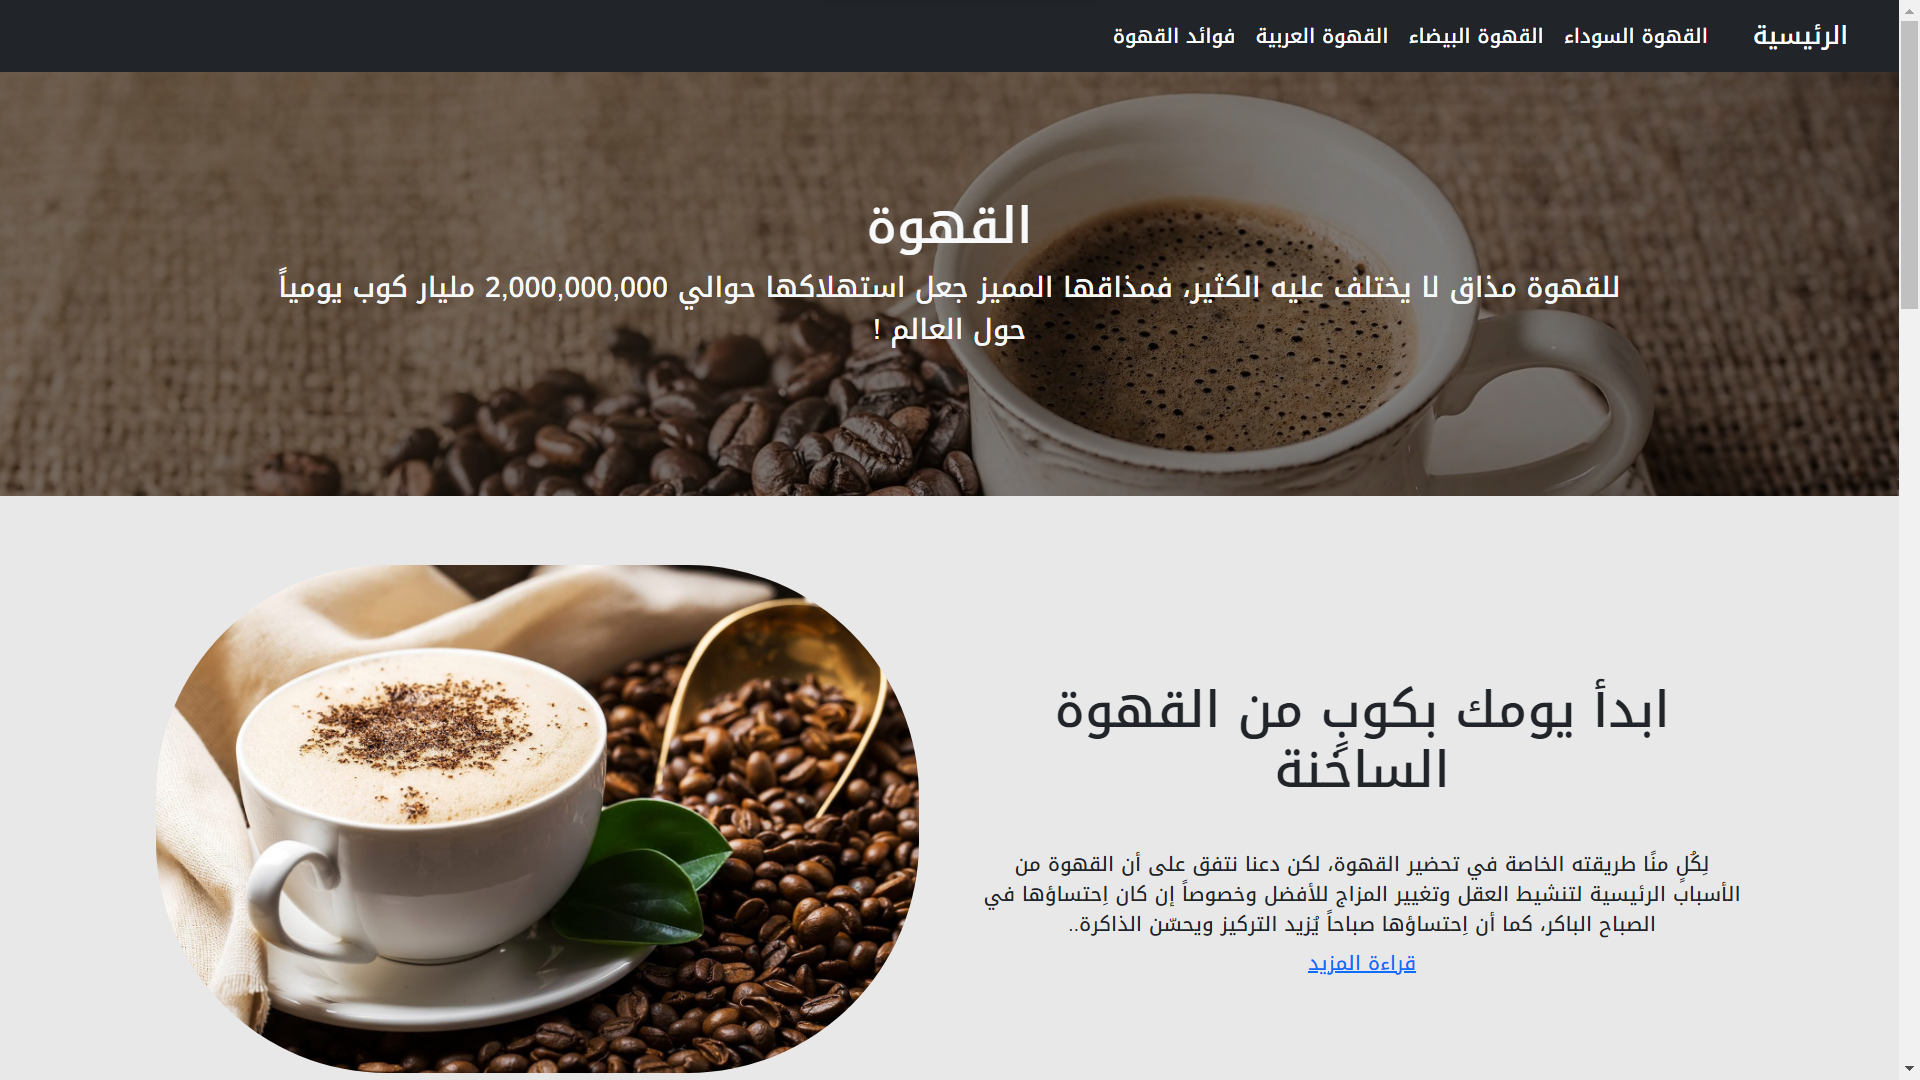 الرئيسية القهوة السوداء القهوة البيضاء القهوة العربية فوائد القهوة
القهوة
للقهوة مذاق لا يختلف عليه الكثير، فمذاقها المميز جعل استهلاكها حوالي 2,000,000,000 مليار كوب يومياً
حول العالم !
ابدأ يومك بكوبٍ من القهوة
الساخنة
لِكُلٍ منًا طريقته الخاصة في تحضير القهوة، لكن دعنا نتفق على أن القهوة من
الأسباب الرئيسية لتنشيط العقل وتغيير المزاج للأفضل وخصوصاً إن كان اِحتساؤها في
الصباح الباكر، كما أن اِحتساؤها صباحاً يُزيد التركيز ويحسّن الذاكرة..
قراءة المزيد